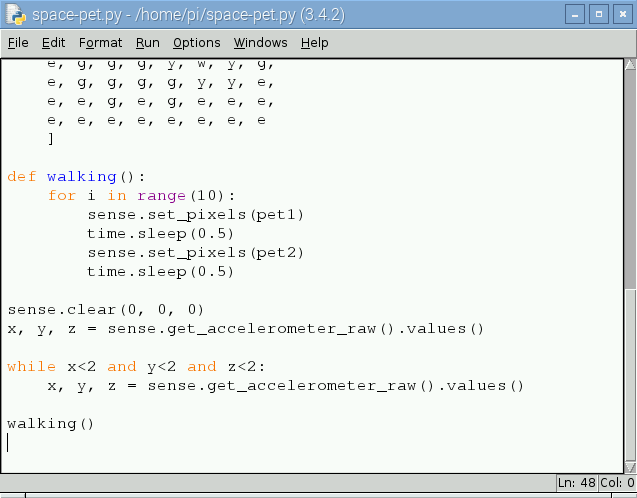 space-pet.py - /home/pi/space-pet.py (3.4.2)
File Edit Format Run Options Windows Help
e, g, g, g, y, w, y, g,
e, g, g, g, g, y, y, e,
e, e, g, e, g, e, e, e,
e, e, e, e, e, e, e, e
]
def walking():
for i in range(10):
sense.set_pixels(pet1)
time.sleep(0.5)
sense.set_pixels(pet2)
time.sleep(0.5)
sense.clear(0, 0, 0)
x, y, z = sense.get_accelerometer_raw().values()
while x<2 and y<2 and z<2:
x, y, z = sense.get_accelerometer_raw().values()
walking()
Ln: 48 Col: 0